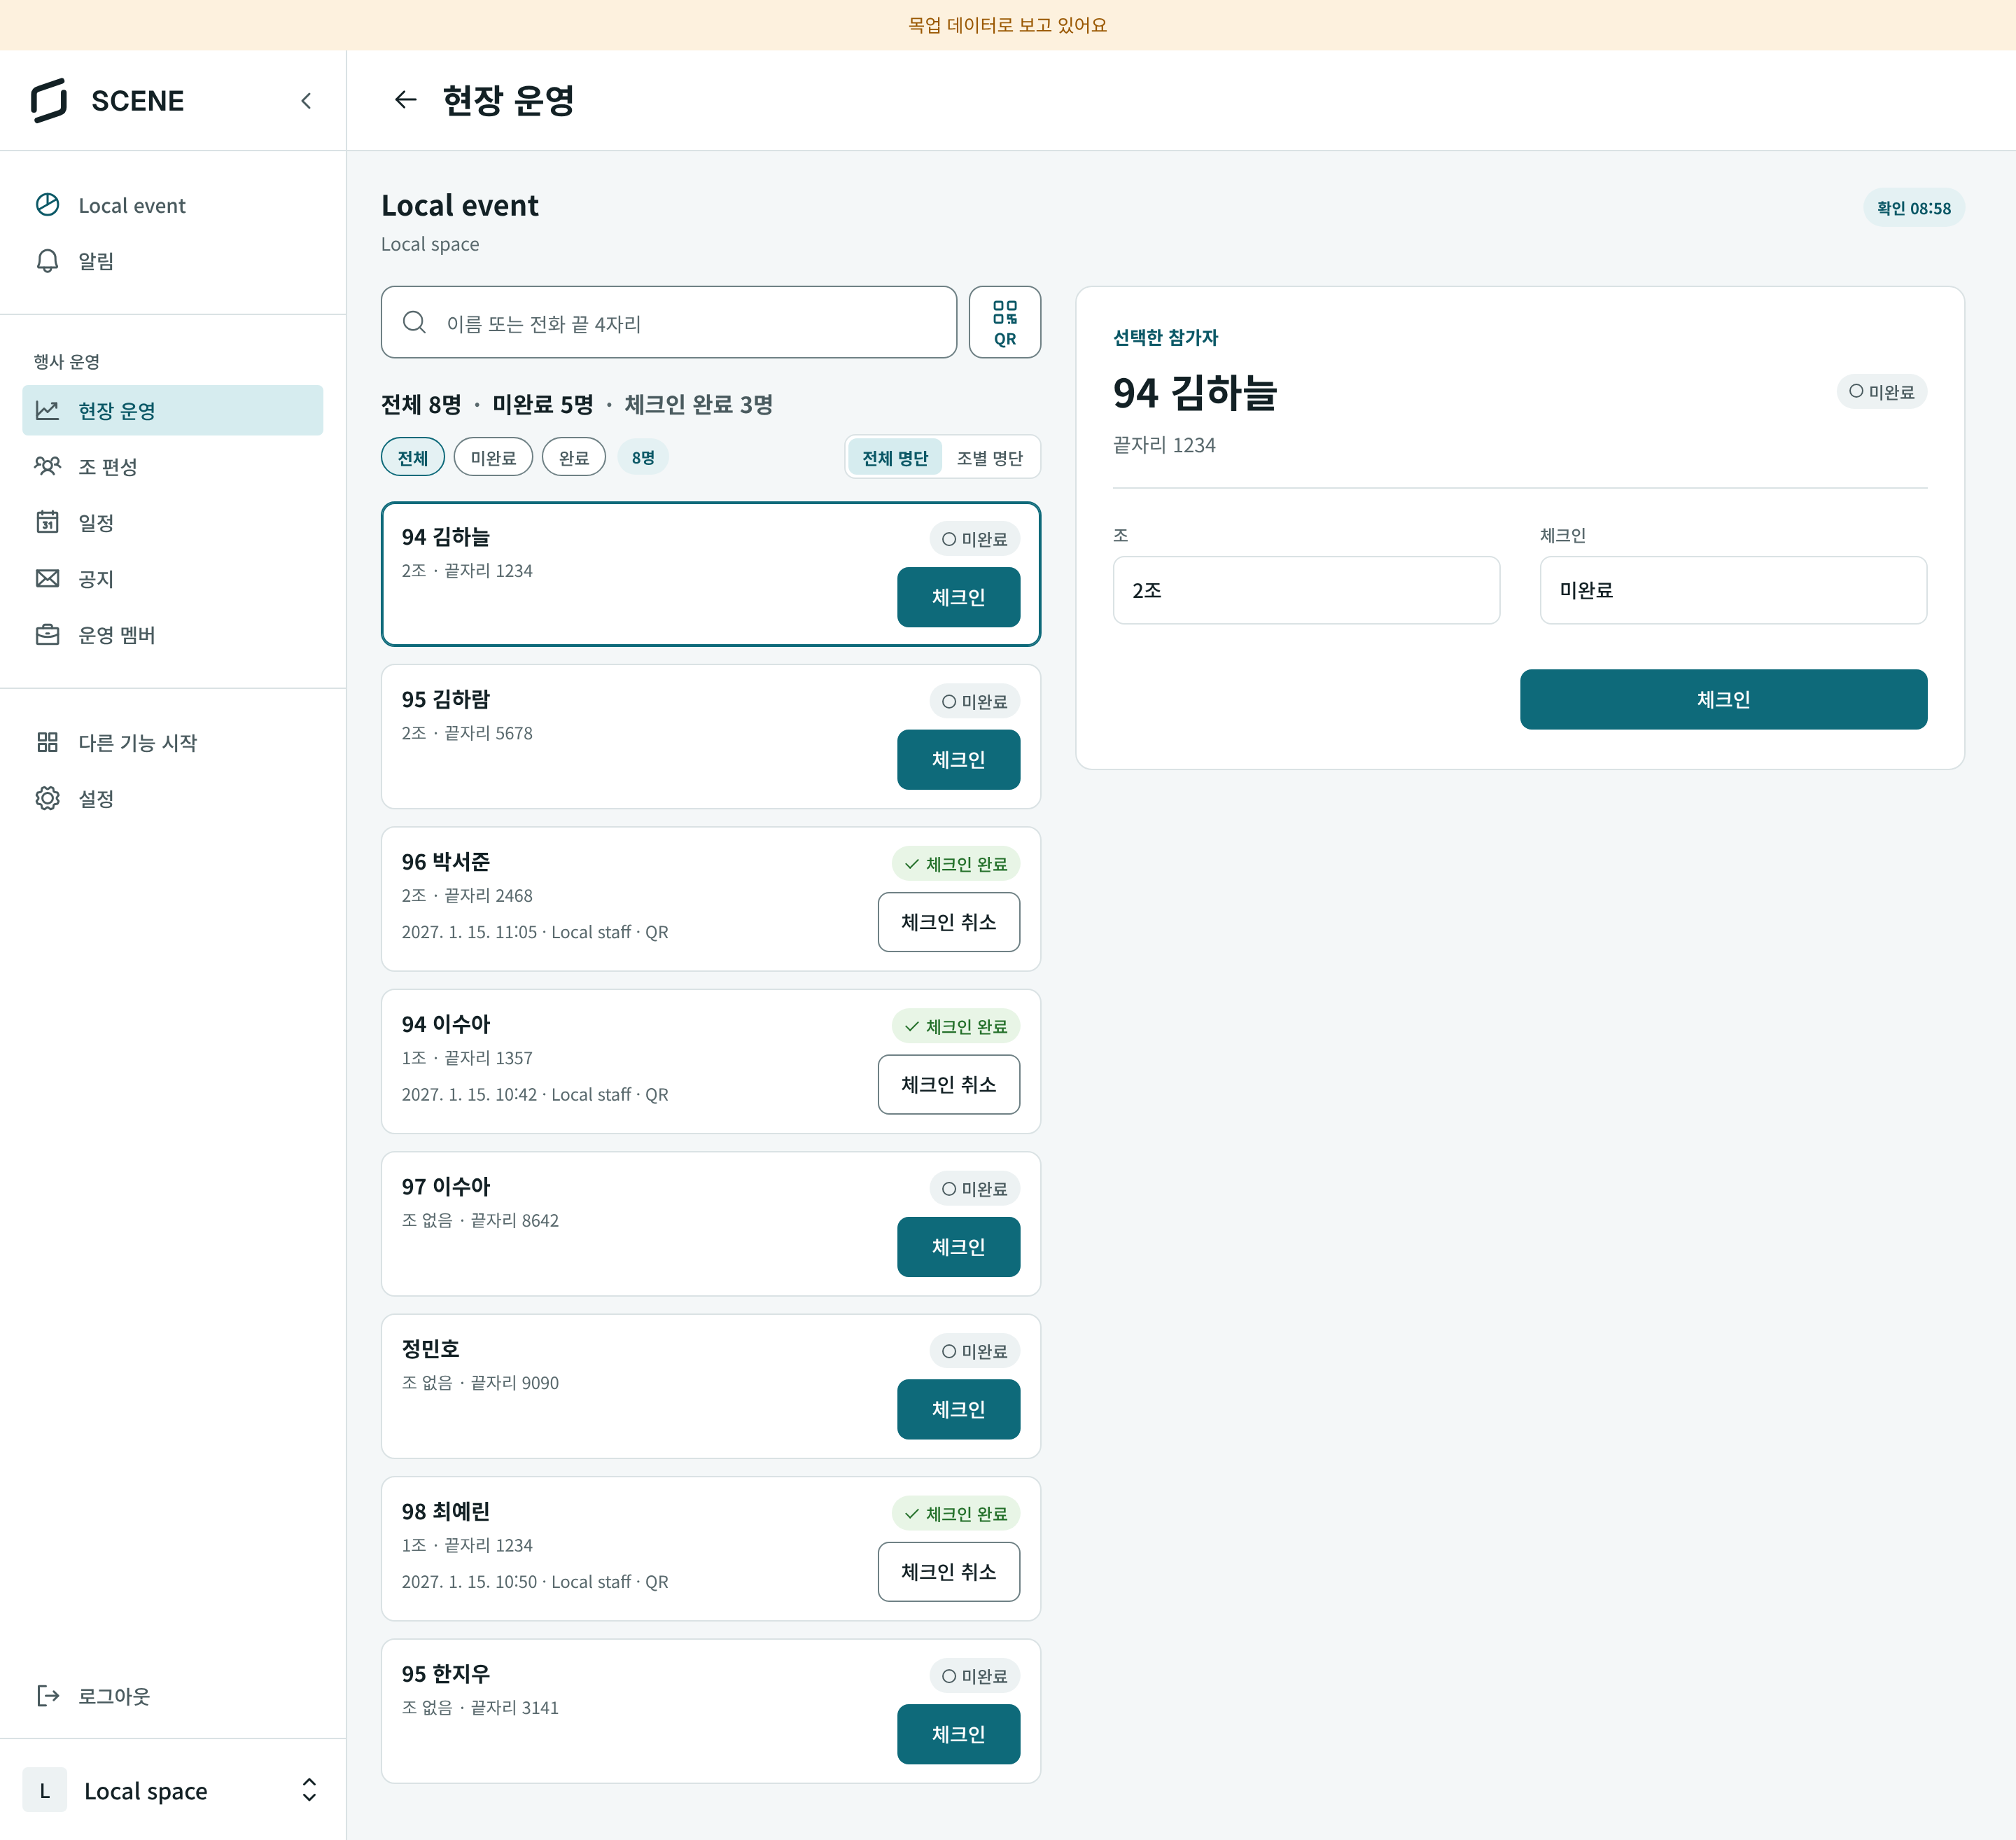 목업 데이터로 보고 있어요
SCENE
현장 운영
Local event
알림
행사 운영
현장 운영
조 편성
31
일정
공지
운영 멤버
다른 기능 시작
설정
로그아웃
L
Local space
Local event
확인 08:58
Local space
이름 또는 전화 끝 4자리
QR
전체 8명 · 미완료 5명 · 체크인 완료 3명
전체
미완료
완료
8명
전체 명단
조별 명단
94 김하늘
미완료
2조 · 끝자리 1234
체크인
95 김하람
미완료
2조 · 끝자리 5678
체크인
96 박서준
체크인 완료
2조 · 끝자리 2468
2027. 1. 15. 11:05 · Local staff · QR
체크인 취소
94 이수아
체크인 완료
1조 · 끝자리 1357
2027. 1. 15. 10:42 · Local staff · QR
체크인 취소
97 이수아
미완료
조 없음 · 끝자리 8642
체크인
정민호
미완료
조 없음 · 끝자리 9090
체크인
98 최예린
체크인 완료
1조 · 끝자리 1234
2027. 1. 15. 10:50 · Local staff · QR
체크인 취소
95 한지우
미완료
조 없음 · 끝자리 3141
체크인
선택한 참가자
94 김하늘
미완료
끝자리 1234
조
2조
체크인
미완료
체크인